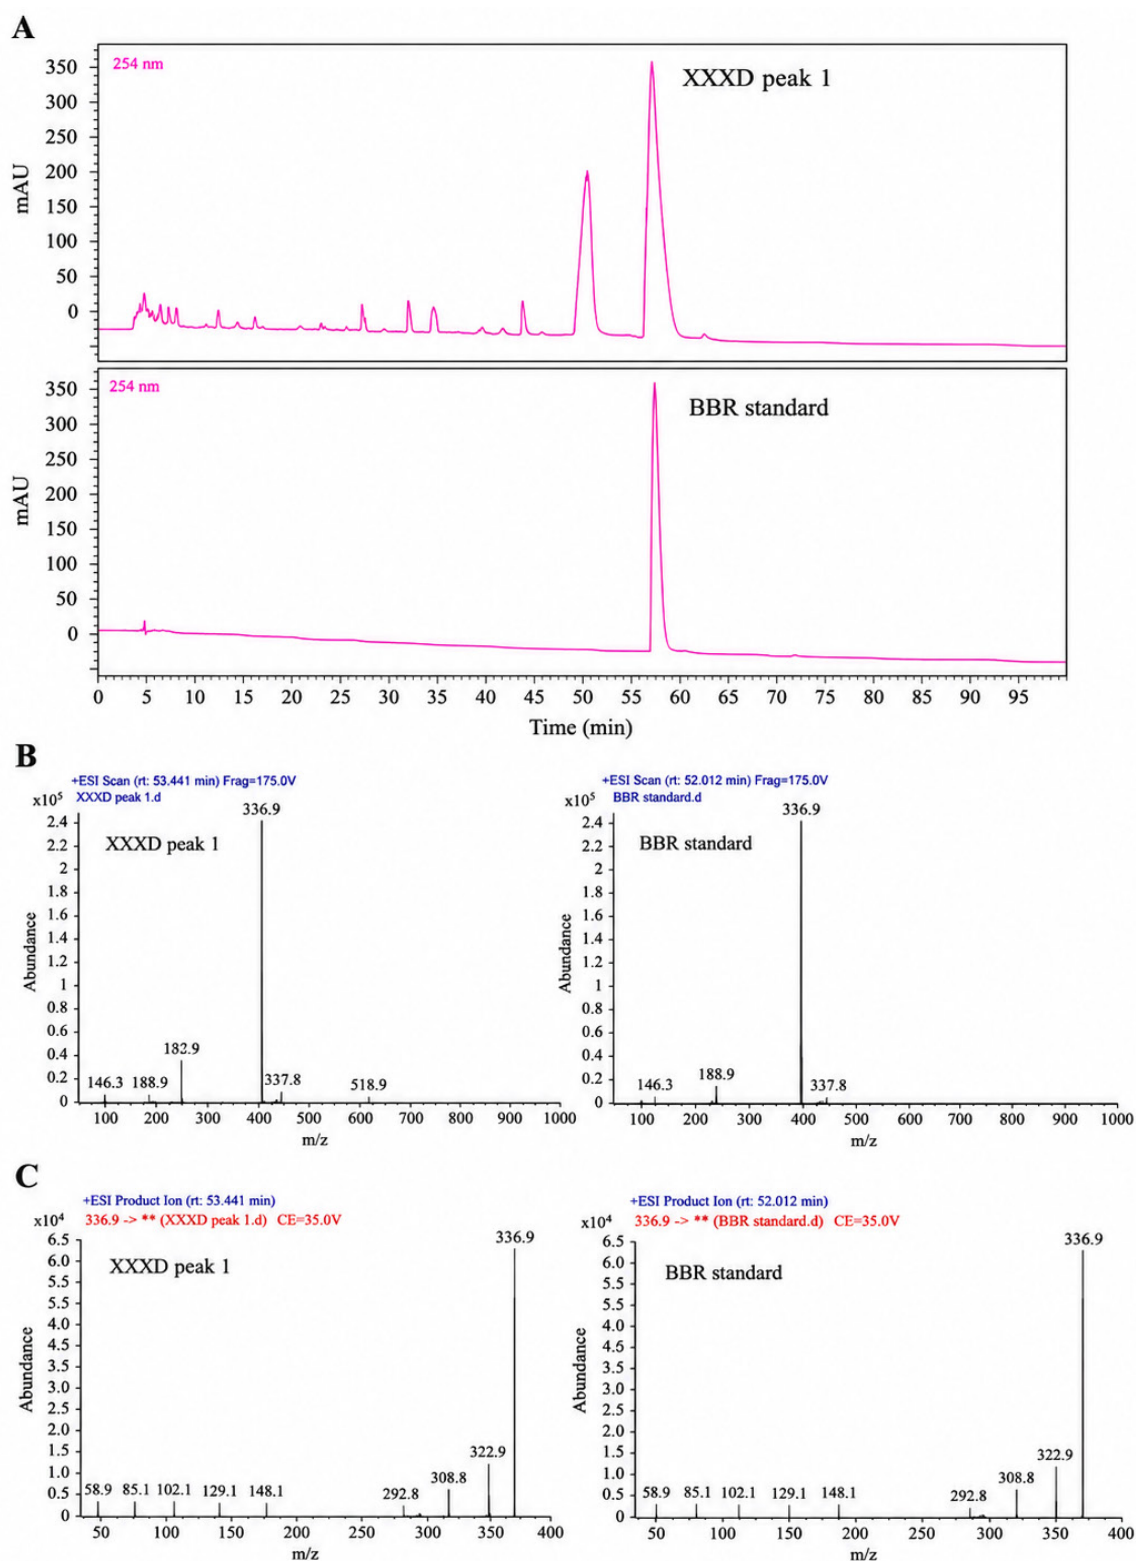 A
254 nm
XXXD peak 1
mAU
350
300
250
200
150
100
50
0
254 nm
BBR standard
mAU
350
300
250
200
150
100
50
0
0 5 10 15 20 25 30 35 40 45 50 55 60 65 70 75 80 85 90 95
Time (min)
B
+ESI Scan (rt: 53.441 min) Frag=175.0V
XXXD peak 1.d
x10⁵
336.9
XXXD peak 1
Abundance
2.4
2.2
2
1.8
1.6
1.4
1.2
1
0.8
0.6
0.4
0.2
0
146.3 188.9 182.9 337.8 518.9
100 200 300 400 500 600 700 800 900 1000
m/z
+ESI Scan (rt: 52.012 min) Frag=175.0V
BBR standard.d
x10⁵
336.9
BBR standard
Abundance
2.4
2.2
2
1.8
1.6
1.4
1.2
1
0.8
0.6
0.4
0.2
0
146.3 188.9 337.8
100 200 300 400 500 600 700 800 900 1000
m/z
C
+ESI Product Ion (rt: 53.441 min)
336.9 -> ** (XXXD peak 1.d) CE=35.0V
x10⁴
336.9
XXXD peak 1
Abundance
6.5
6.0
5.5
5.5
4.0
4.5
3.5
3.5
3.0
2.5
2.0
1.5
1.0
0.5
0
58.9 85.1 102.1 129.1 148.1 292.8 308.8 322.9
50 100 150 200 250 300 350 400
m/z
+ESI Product Ion (rt: 52.012 min)
336.9 -> ** (BBR standard.d) CE=35.0V
x10⁴
336.9
BBR standard
Abundance
6.5
6.0
5.5
5.5
4.0
4.5
3.5
3.5
3.0
2.5
2.0
1.5
1.0
0.5
0
58.9 85.1 102.1 129.1 148.1 292.8 308.8 322.9
50 100 150 200 250 300 350 400
m/z